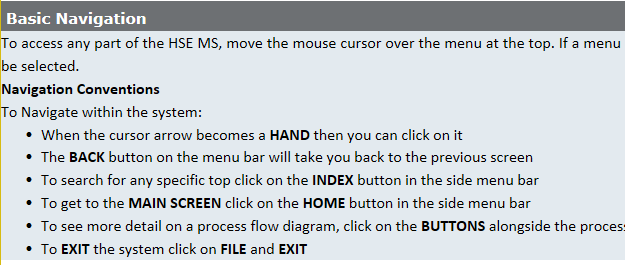 Basic Navigation
To access any part of the HSE MS, move the mouse cursor over the menu at the top. If a menu
be selected.
Navigation Conventions
To Navigate within the system:
• When the cursor arrow becomes a HAND then you can click on it
• The BACK button on the menu bar will take you back to the previous screen
• To search for any specific top click on the INDEX button in the side menu bar
• To get to the MAIN SCREEN click on the HOME button in the side menu bar
• To see more detail on a process flow diagram, click on the BUTTONS alongside the proces
• To EXIT the system click on FILE and EXIT